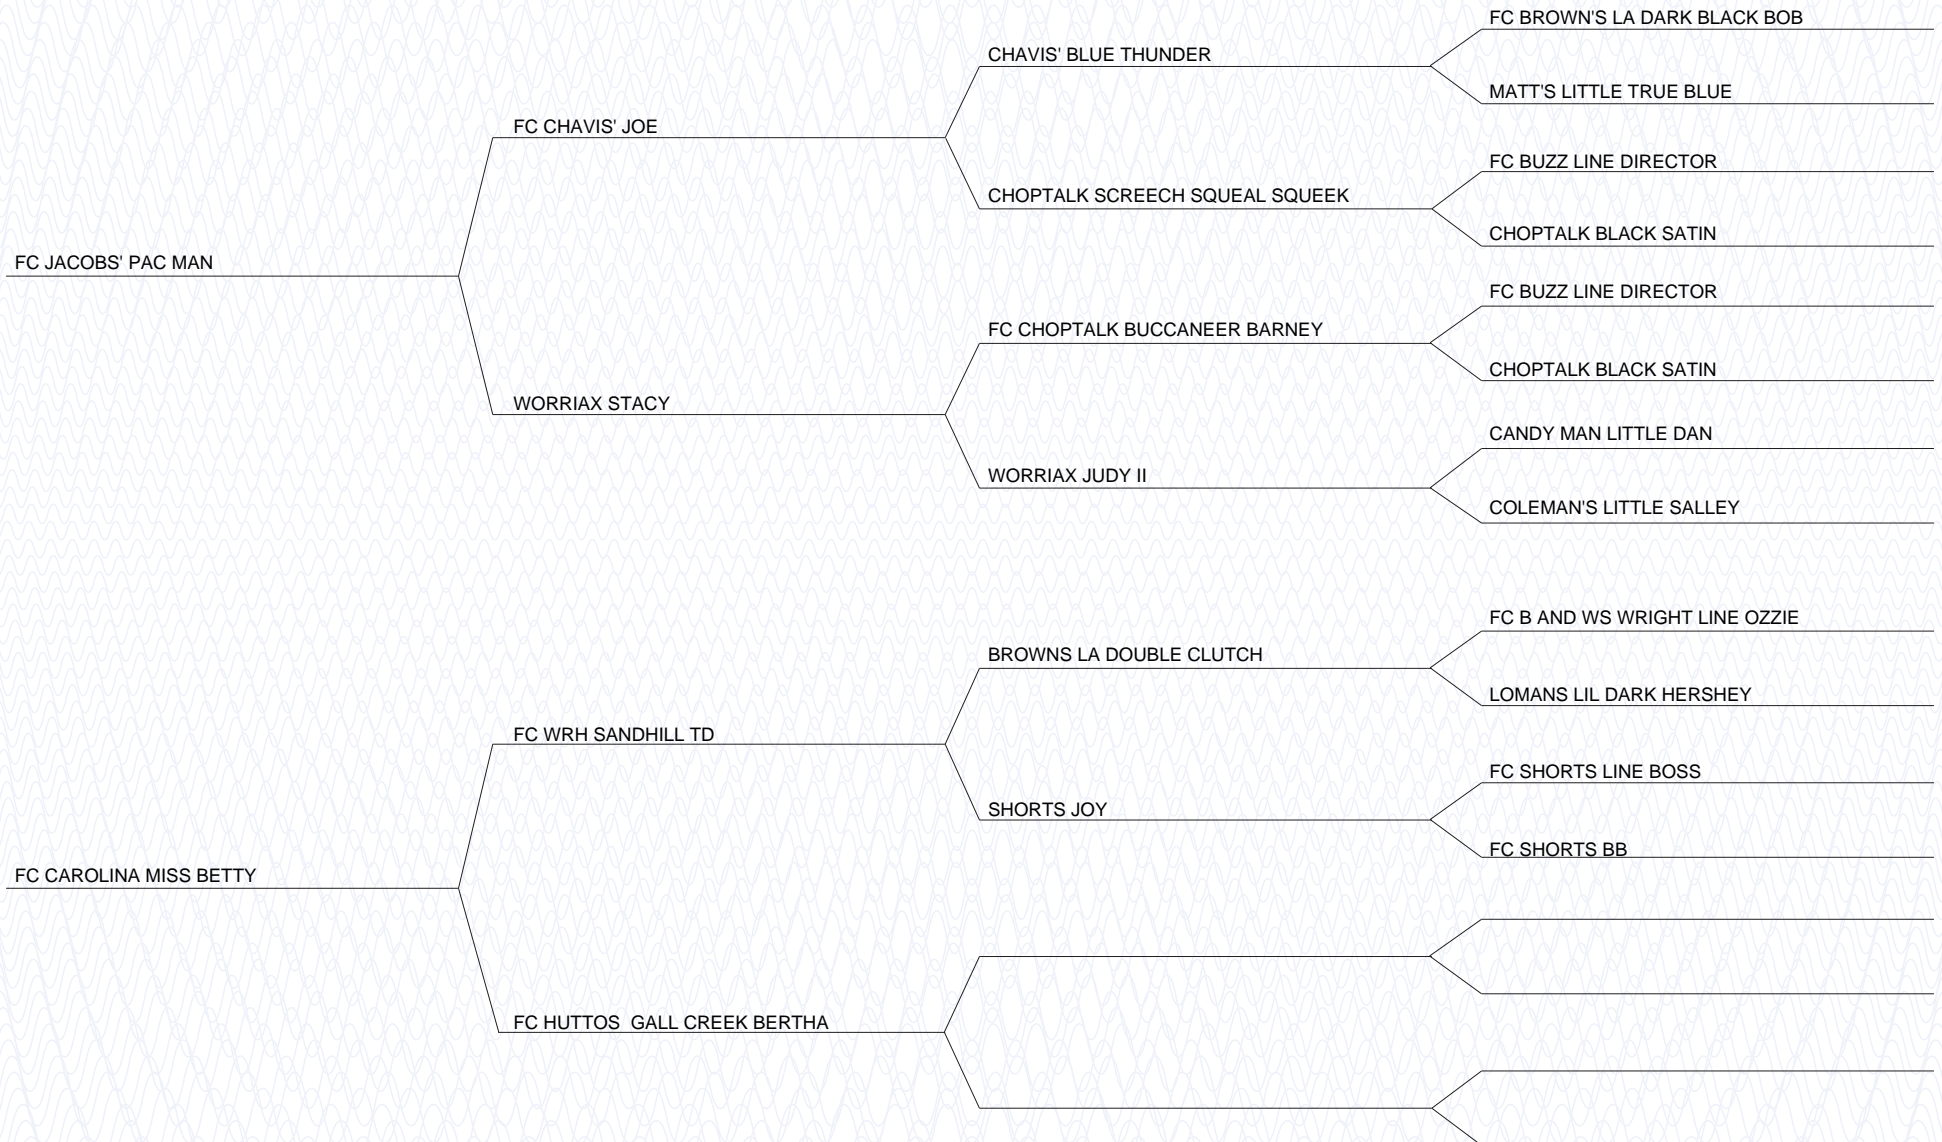 FC BROWN'S LA DARK BLACK BOB
CHAVIS' BLUE THUNDER
MATT'S LITTLE TRUE BLUE
FC CHAVIS' JOE
FC BUZZ LINE DIRECTOR
CHOPTALK SCREECH SQUEAL SQUEEK
CHOPTALK BLACK SATIN
FC JACOBS' PAC MAN
FC BUZZ LINE DIRECTOR
FC CHOPTALK BUCCANEER BARNEY
CHOPTALK BLACK SATIN
WORRIAX STACY
CANDY MAN LITTLE DAN
WORRIAX JUDY II
COLEMAN'S LITTLE SALLEY
FC B AND WS WRIGHT LINE OZZIE
BROWNS LA DOUBLE CLUTCH
LOMANS LIL DARK HERSHEY
FC WRH SANDHILL TD
FC SHORTS LINE BOSS
SHORTS JOY
FC SHORTS BB
FC CAROLINA MISS BETTY
FC HUTTOS  GALL CREEK BERTHA